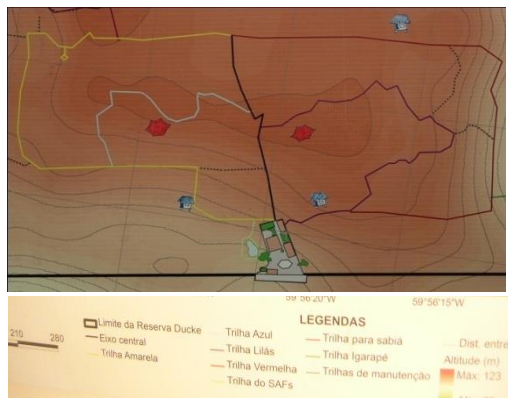 59°56'20"W
59°56'15"W
LEGENDAS
210
280
Limite da Reserva Ducke
Eixo central
Trilha Amarela
Trilha Azul
Trilha Lilás
Trilha Vermelha
Trilha do SAFs
Trilha para sabiá
Trilha Igarapé
Trilhas de manutenção
Dist. entre
Altitude (m)
Máx: 123